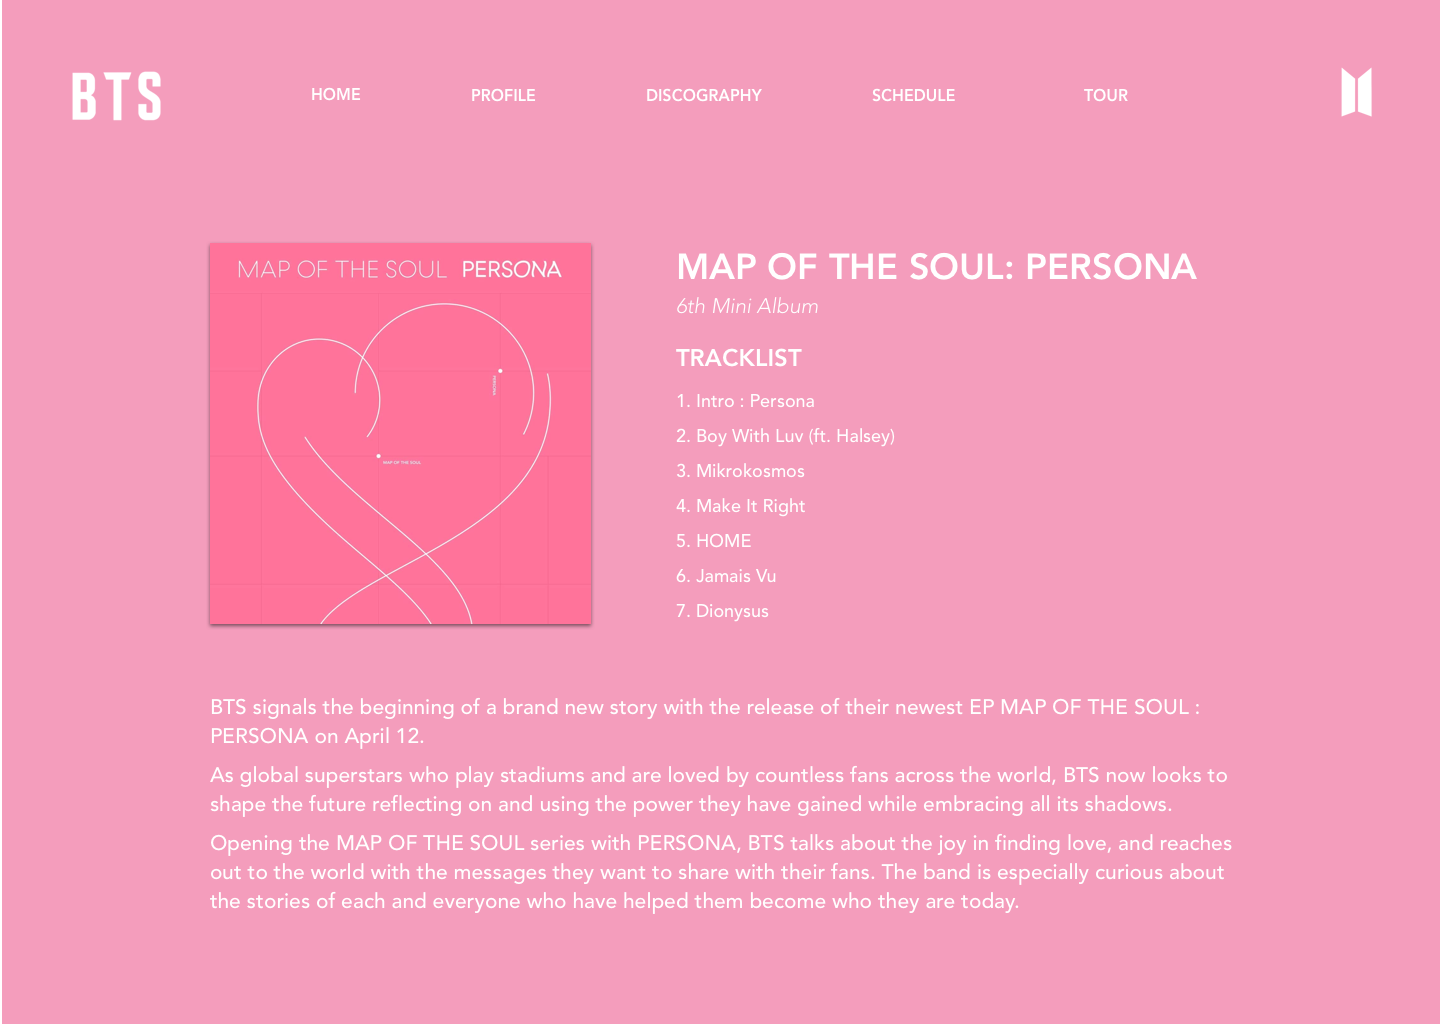 BTS
HOME
PROFILE
DISCOGRAPHY
SCHEDULE
TOUR
MAP OF THE SOUL PERSONA
MAP OF THE SOUL
MAP OF THE SOUL: PERSONA
6th Mini Album
TRACKLIST
1. Intro : Persona
2. Boy With Luv (ft. Halsey)
3. Mikrokosmos
4. Make It Right
5. HOME
6. Jamais Vu
7. Dionysus
BTS signals the beginning of a brand new story with the release of their newest EP MAP OF THE SOUL :
PERSONA on April 12.
As global superstars who play stadiums and are loved by countless fans across the world, BTS now looks to
shape the future reflecting on and using the power they have gained while embracing all its shadows.
Opening the MAP OF THE SOUL series with PERSONA, BTS talks about the joy in finding love, and reaches
out to the world with the messages they want to share with their fans. The band is especially curious about
the stories of each and everyone who have helped them become who they are today.